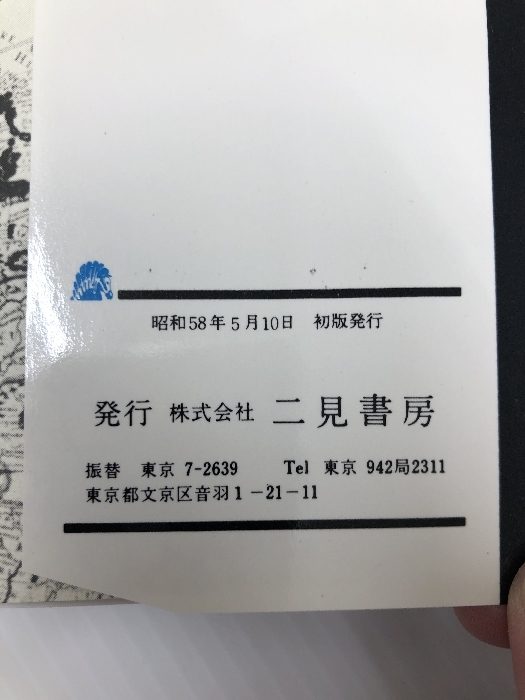 昭和58年5月10日　初版発行
発行 株式会社 二見書房
振替　東京 7-2639　Tel 東京 942局2311
東京都文京区音羽1-21-11